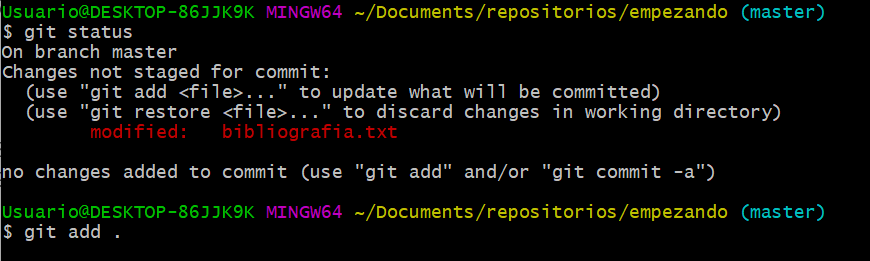 Usuario@DESKTOP-86JJK9K MINGW64 ~/Documents/repositorios/empezando (master)
$ git status
On branch master
Changes not staged for commit:
  (use "git add <file>..." to update what will be committed)
  (use "git restore <file>..." to discard changes in working directory)
        modified:   bibliografia.txt

no changes added to commit (use "git add" and/or "git commit -a")

Usuario@DESKTOP-86JJK9K MINGW64 ~/Documents/repositorios/empezando (master)
$ git add .